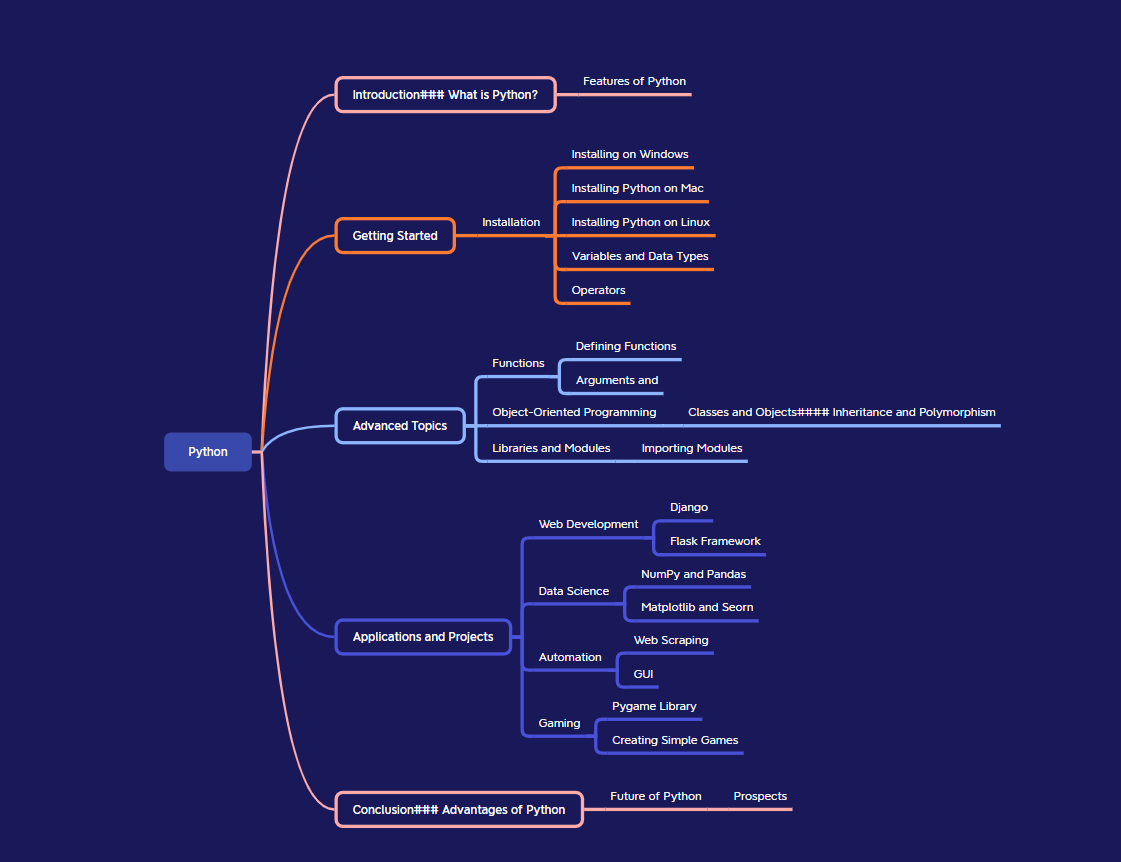 Python
Introduction### What is Python?
Features of Python
Getting Started
Installation
Installing on Windows
Installing Python on Mac
Installing Python on Linux
Variables and Data Types
Operators
Advanced Topics
Functions
Defining Functions
Arguments and
Object-Oriented Programming
Classes and Objects#### Inheritance and Polymorphism
Libraries and Modules
Importing Modules
Applications and Projects
Web Development
Django
Flask Framework
Data Science
NumPy and Pandas
Matplotlib and Seorn
Automation
Web Scraping
GUI
Gaming
Pygame Library
Creating Simple Games
Conclusion### Advantages of Python
Future of Python
Prospects